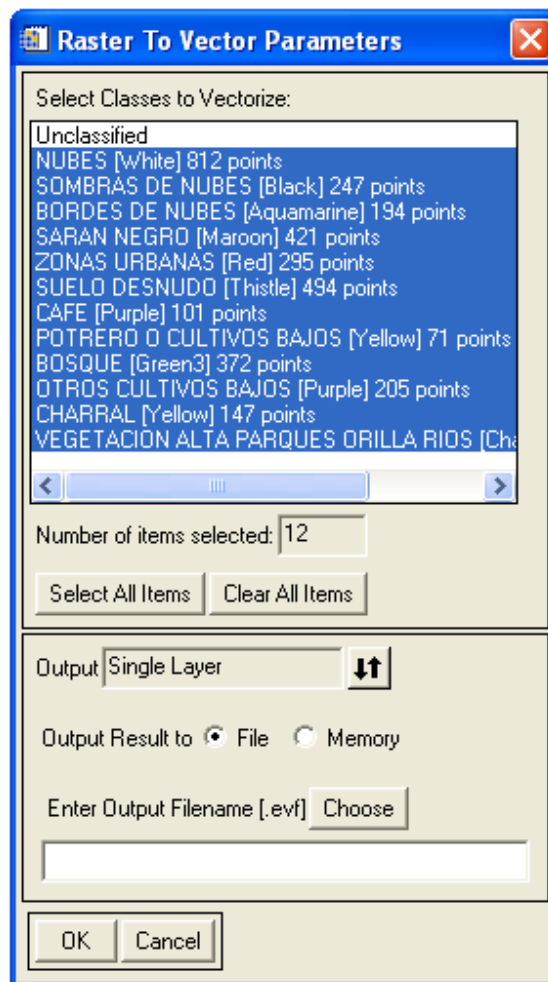 Raster To Vector Parameters
Select Classes to Vectorize:
Unclassified
NUBES [White] 812 points
SOMBRAS DE NUBES [Black] 247 points
BORDES DE NUBES [Aquamarine] 194 points
SARAN NEGRO [Maroon] 421 points
ZONAS URBANAS [Red] 295 points
SUELO DESNUDO [Thistle] 494 points
CAFE [Purple] 101 points
POTRERO O CULTIVOS BAJOS [Yellow] 71 points
BOSQUE [Green3] 372 points
OTROS CULTIVOS BAJOS [Purple] 205 points
CHARRAL [Yellow] 147 points
VEGETACION ALTA PARQUES ORILLA RIOS [Cha
Number of items selected: 12
Select All Items Clear All Items
Output Single Layer
Output Result to File Memory
Enter Output Filename [.evf] Choose
OK Cancel